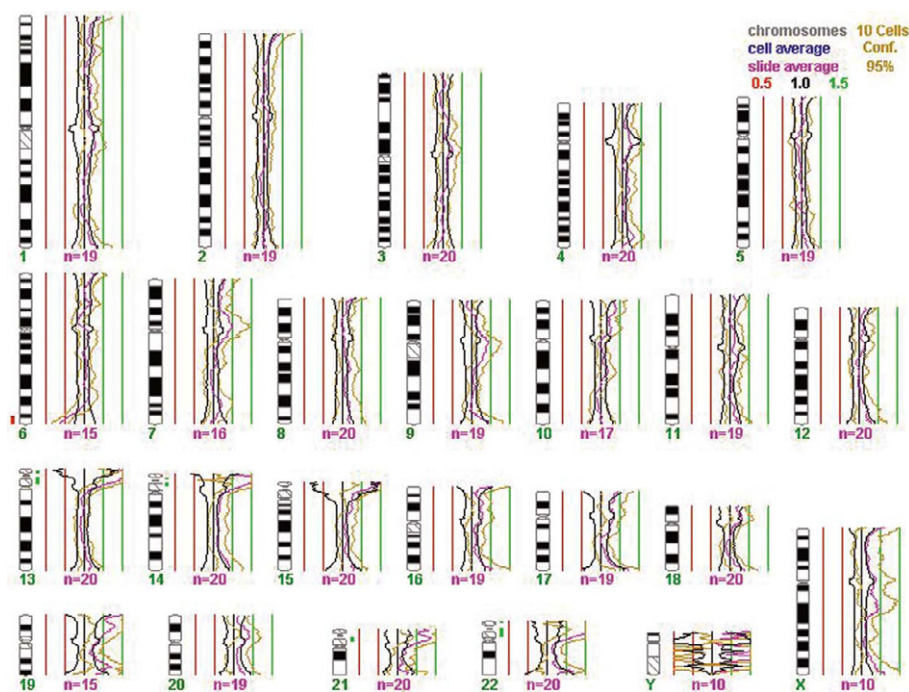 chromosomes 10 Cells
cell average Conf.
slide average 95%
0.5 1.0 1.5
1 n=19
2 n=19
3 n=20
4 n=20
5 n=19
6 n=15
7 n=16
8 n=20
9 n=19
10 n=17
11 n=19
12 n=20
13 n=20
14 n=20
15 n=20
16 n=19
17 n=19
18 n=20
19 n=15
20 n=19
21 n=20
22 n=20
Y n=10
X n=10